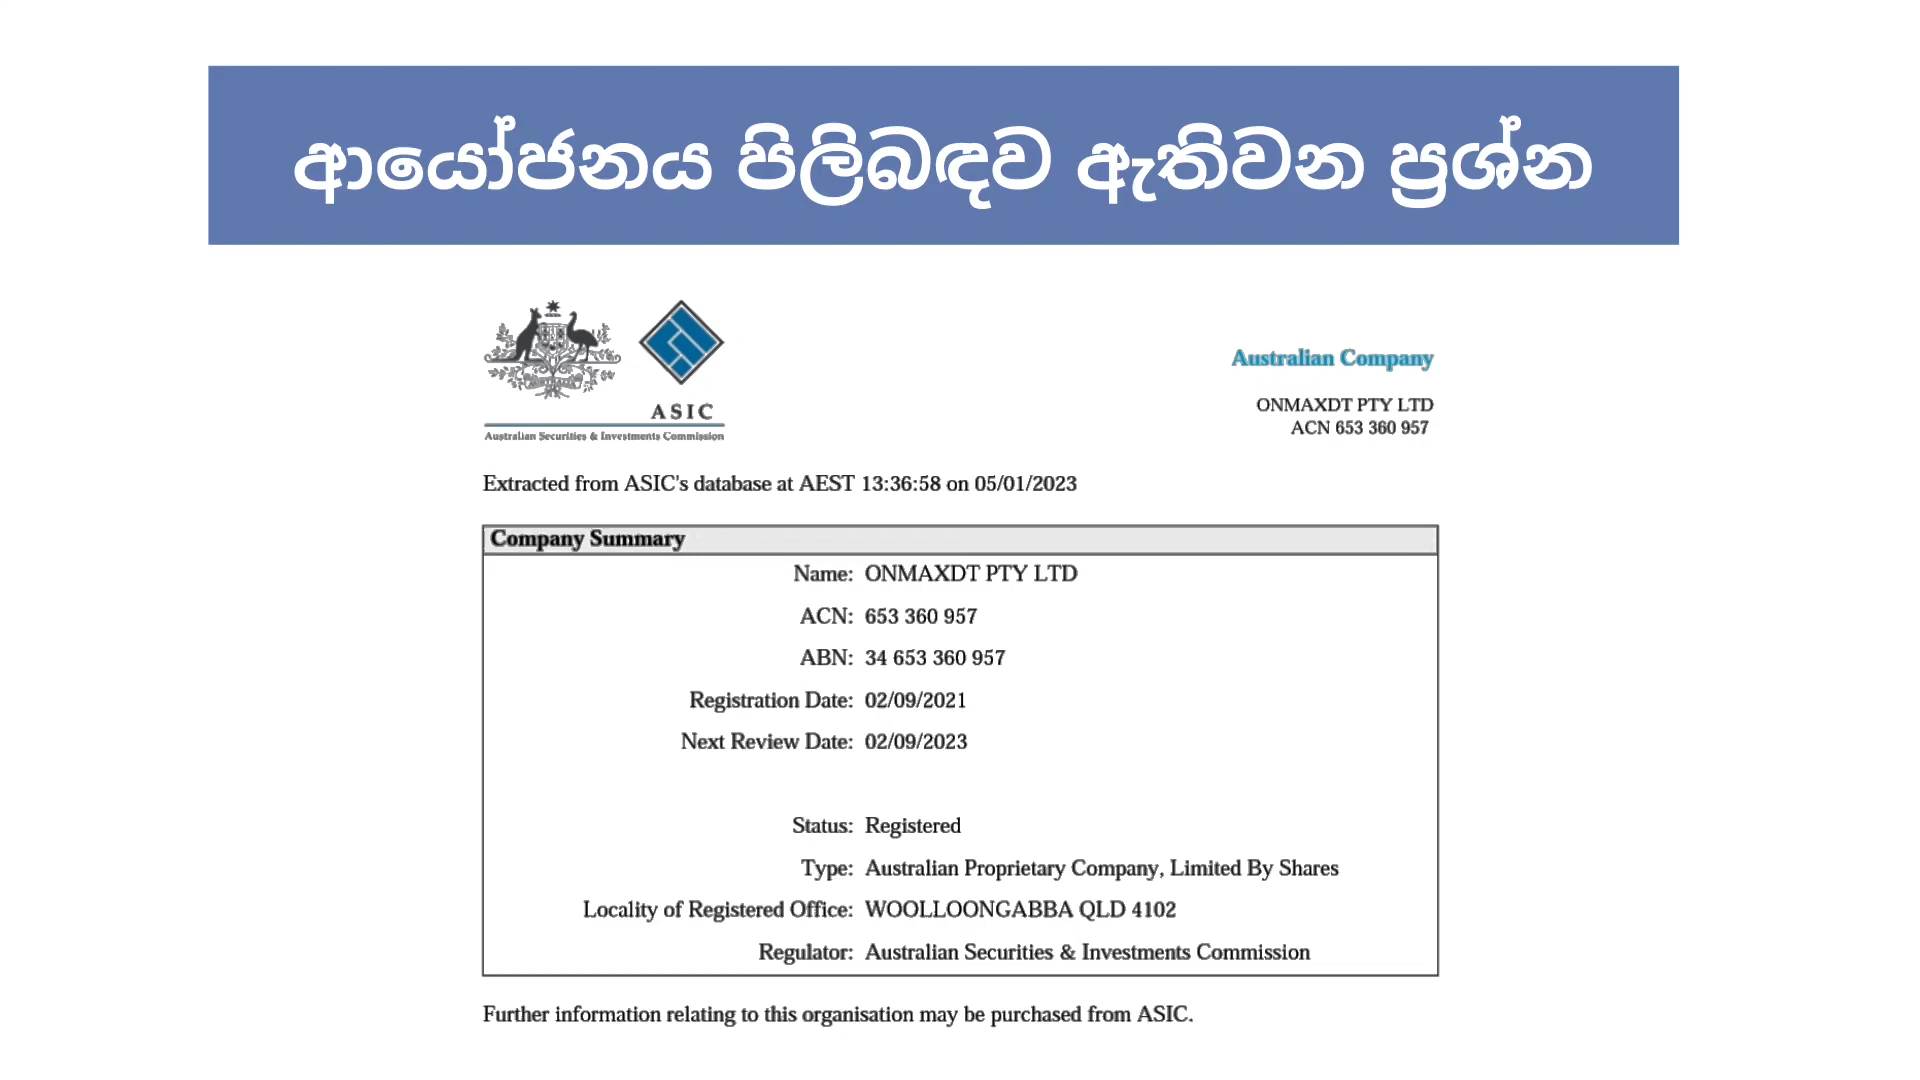 ආයෝජනය පිලිබඳව ඇතිවන ප්‍රශ්න
AUSTRALIA
ASIC
Australian Securities & Investments Commission
Australian Company
ONMAXDT PTY LTD
ACN 653 360 957
Extracted from ASIC's database at AEST 13:36:58 on 05/01/2023
Company Summary
Name: ONMAXDT PTY LTD
ACN: 653 360 957
ABN: 34 653 360 957
Registration Date: 02/09/2021
Next Review Date: 02/09/2023
Status: Registered
Type: Australian Proprietary Company, Limited By Shares
Locality of Registered Office: WOOLLOONGABBA QLD 4102
Regulator: Australian Securities & Investments Commission
Further information relating to this organisation may be purchased from ASIC.